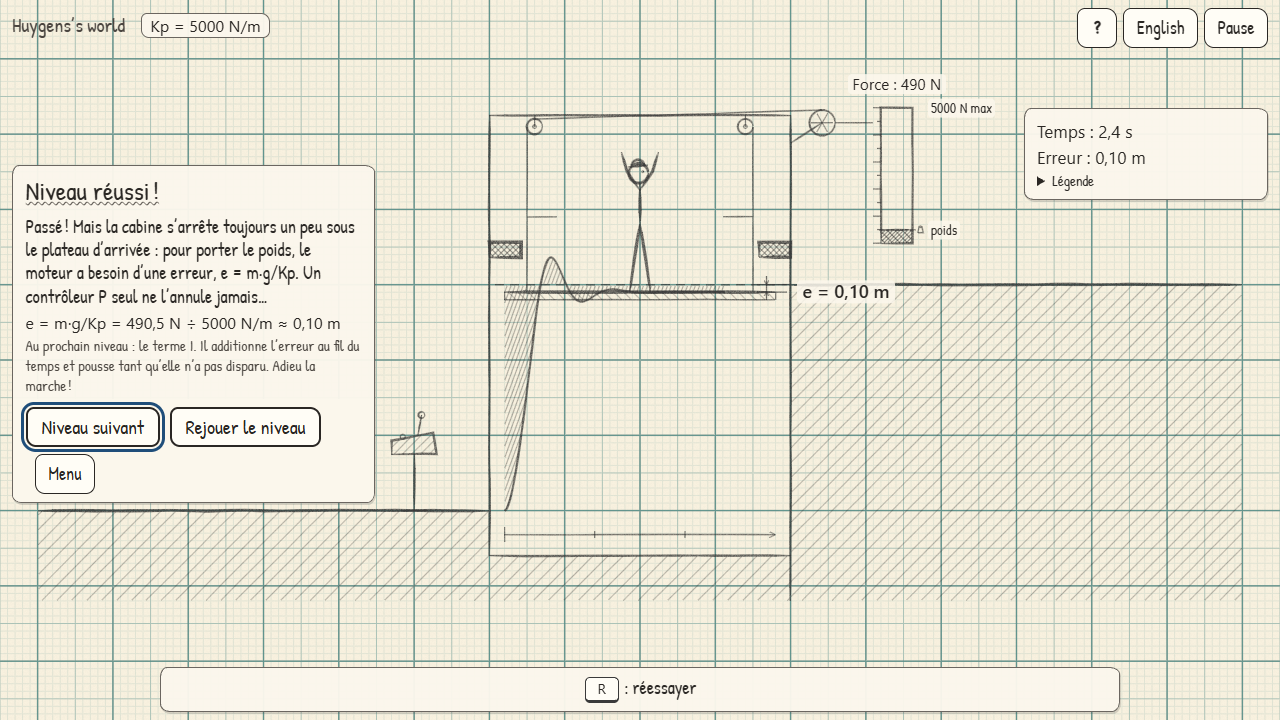 Huygens's world
Kp = 5000 N/m
?
English
Pause
Force : 490 N
5000 N max
poids
Temps : 2,4 s
Erreur : 0,10 m
Légende
Niveau réussi !
Passé ! Mais la cabine s'arrête toujours un peu sous
le plateau d'arrivée : pour porter le poids, le
moteur a besoin d'une erreur, e = m·g/Kp. Un
contrôleur P seul ne l'annule jamais…
e = m·g/Kp = 490,5 N ÷ 5000 N/m ≈ 0,10 m
Au prochain niveau : le terme I. Il additionne l'erreur au fil du
temps et pousse tant qu'elle n'a pas disparu. Adieu la
marche !
Niveau suivant
Rejouer le niveau
Menu
e = 0,10 m
R : réessayer